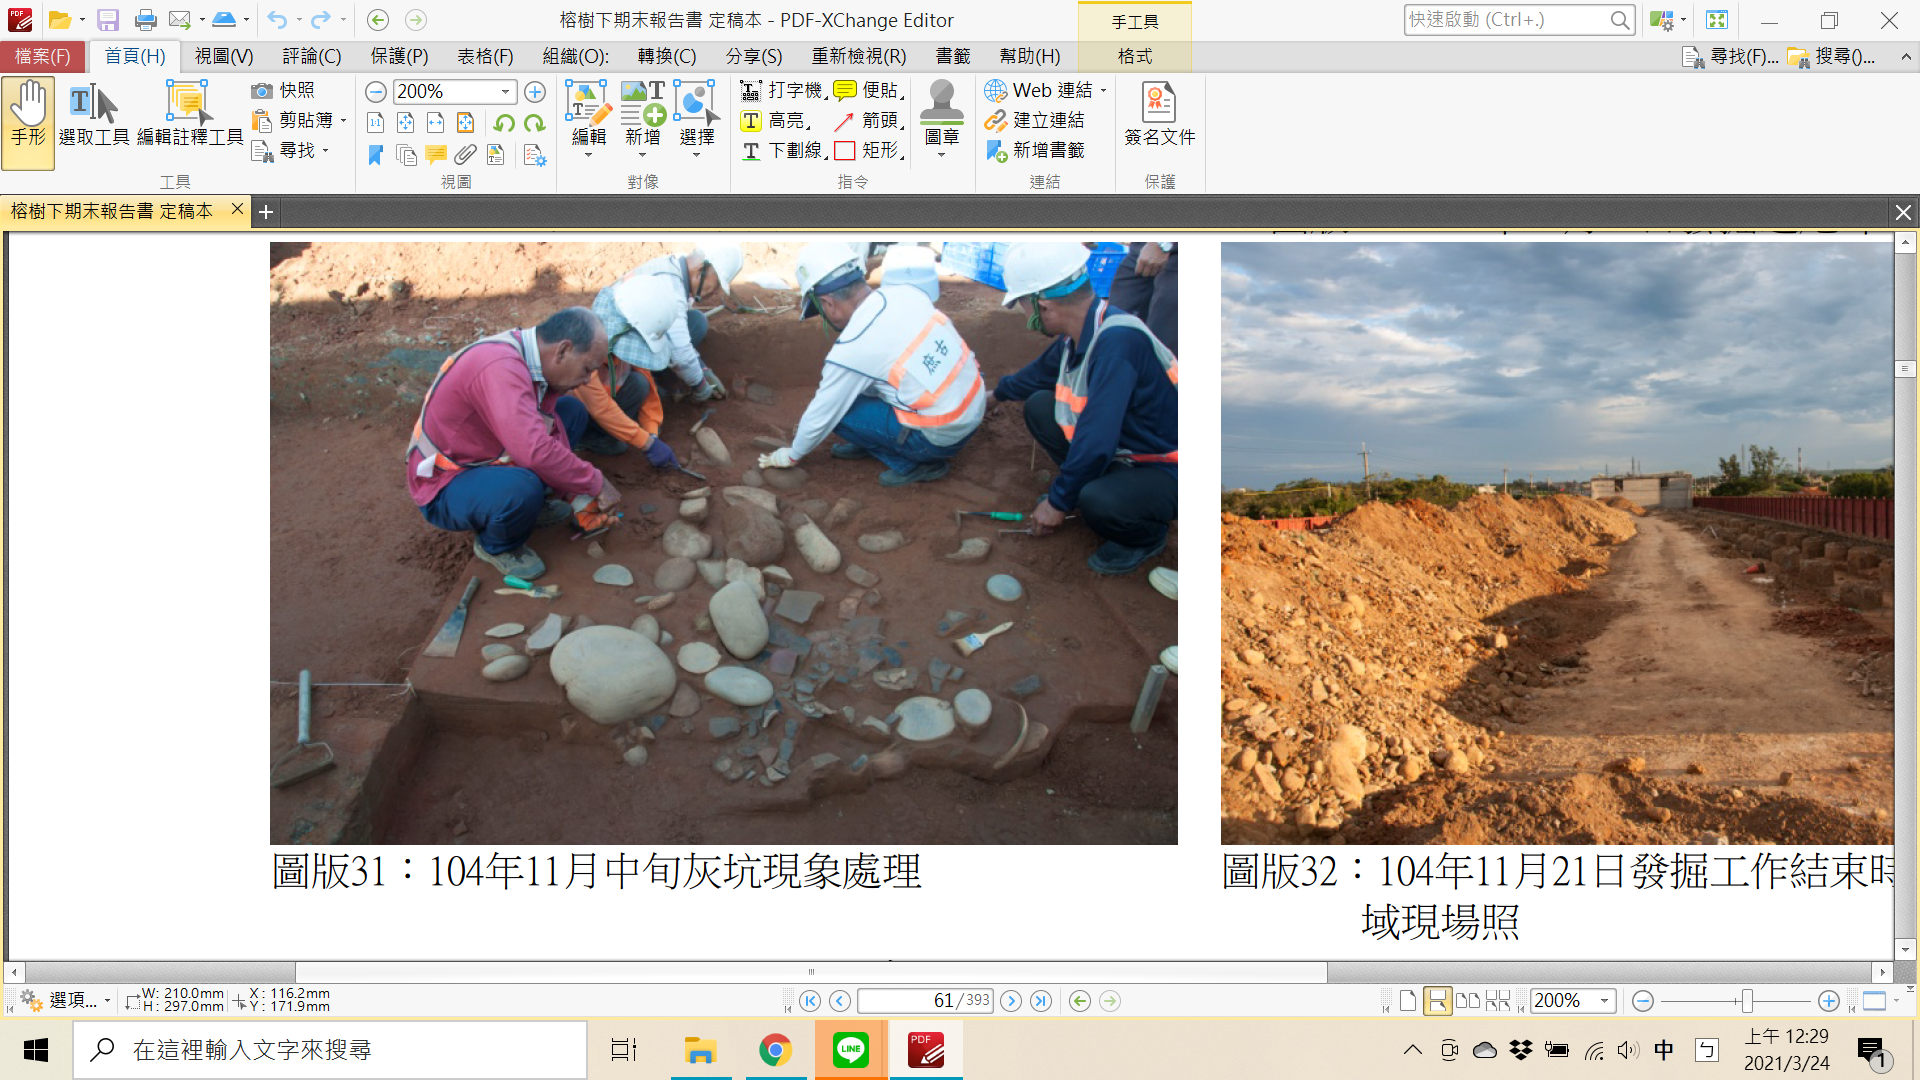 榕樹下期末報告書 定稿本 - PDF-XChange Editor
手工具
快速啟動 (Ctrl+.)
檔案(F) 首頁(H) 視圖(V) 評論(C) 保護(P) 表格(F) 組織(O): 轉換(C) 分享(S) 重新檢視(R) 書籤 幫助(H) 格式 尋找(F)... 搜尋()...
手形 選取工具 編輯註釋工具 快照 剪貼簿 尋找
工具
200%
視圖
編輯 新增 選擇
對像
打字機 便貼
高亮 箭頭
下劃線 矩形
圖章
指令
Web 連結
建立連結
新增書籤
連結
簽名文件
保護
榕樹下期末報告書 定稿本
庶古
圖版31：104年11月中旬灰坑現象處理
圖版32：104年11月21日發掘工作結束時
域現場照
選項...
W: 210.0mm
H: 297.0mm
X: 116.2mm
Y: 171.9mm
61/393
200%
在這裡輸入文字來搜尋
PDF
LINE
中
ㄅ
上午 12:29
2021/3/24
1